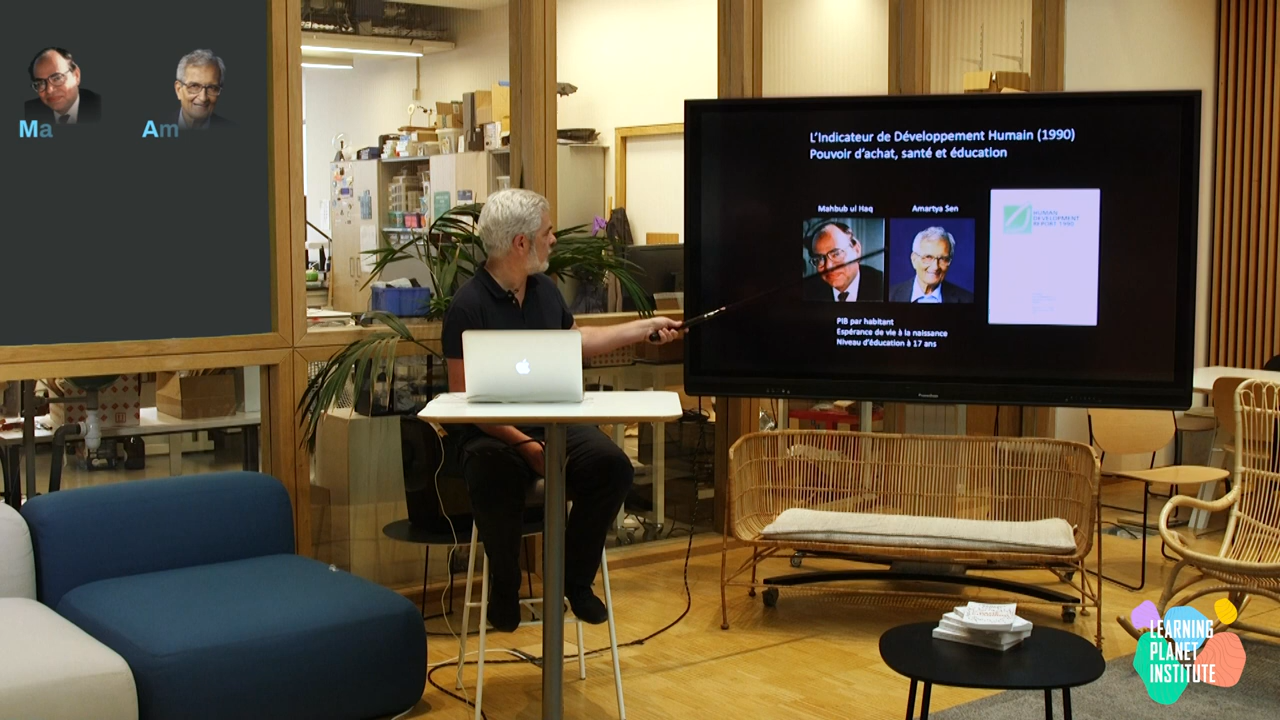 Ma
Am
L'Indicateur de Développement Humain (1990)
Pouvoir d'achat, santé et éducation
Mahbub ul Haq
Amartya Sen
HUMAN
DEVELOPMENT
REPORT 1990
PIB par habitant
Espérance de vie à la naissance
Niveau d'éducation à 17 ans
LEARNING
PLANET
INSTITUTE